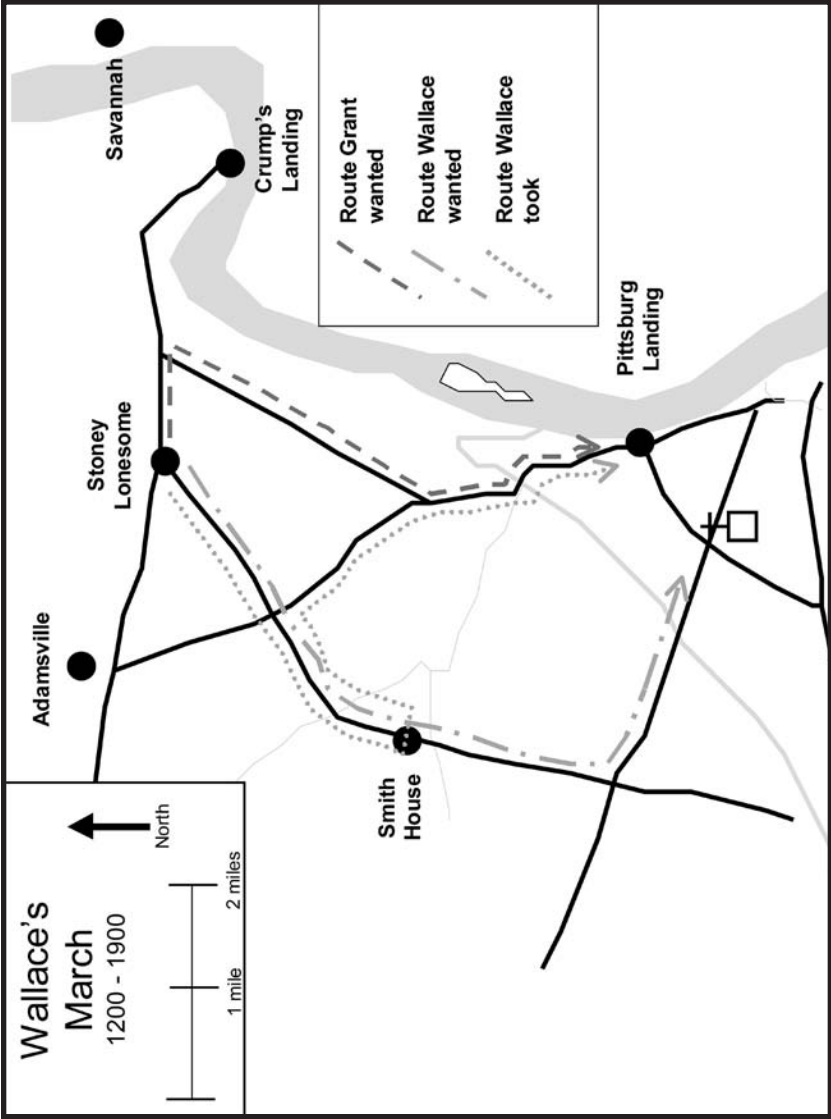 Wallace's
March
1200 - 1900
North
1 mile
2 miles
Adamsville
Stoney
Lonesome
Savannah
Crump's
Landing
Smith
House
Pittsburg
Landing
Route Grant
wanted
Route Wallace
wanted
Route Wallace
took